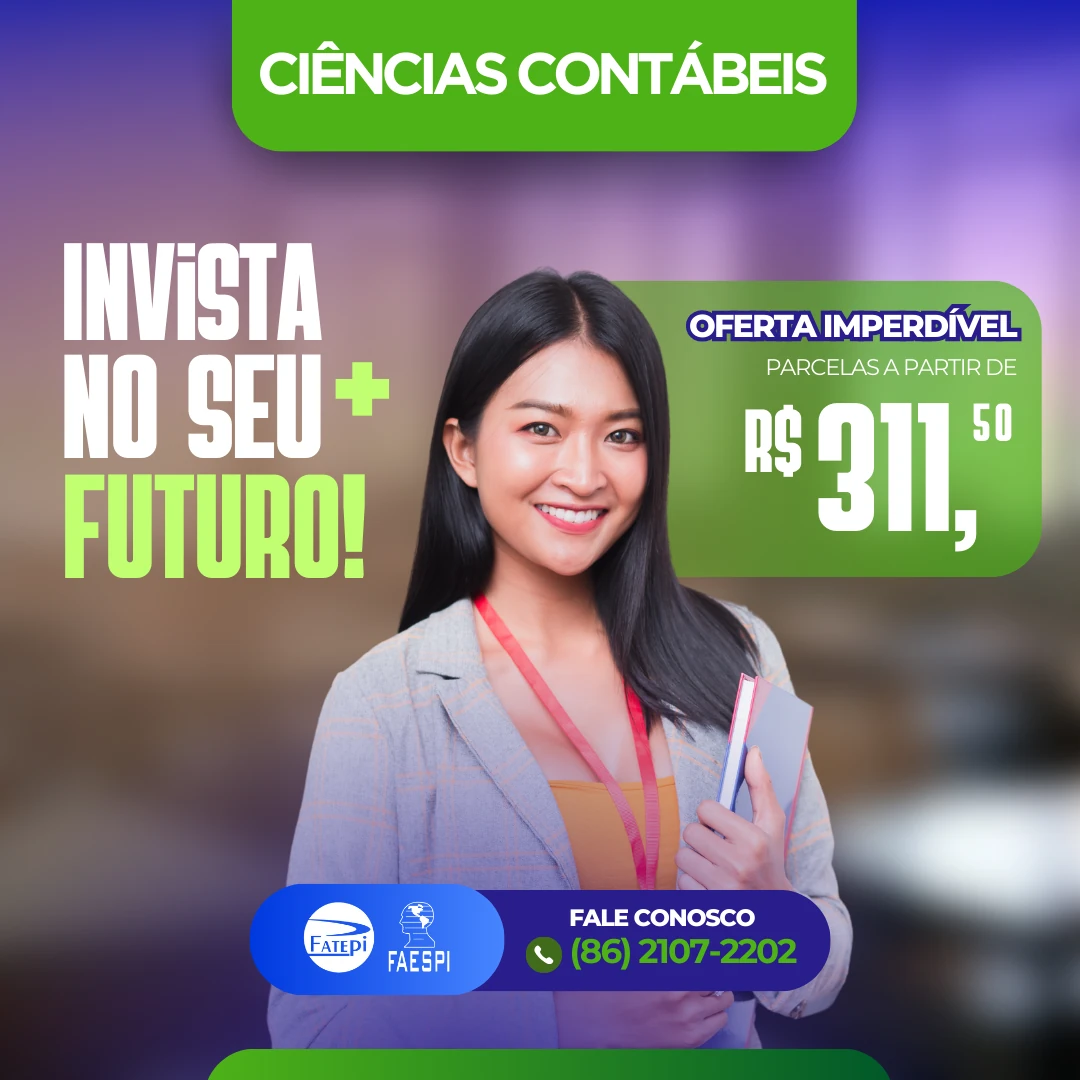 CIÊNCIAS CONTÁBEIS
INViSTA
NO SEU +
FUTURO!
OFERTA IMPERDÍVEL
PARCELAS A PARTIR DE
R$ 311,50
FATEPi
FAESPI
FALE CONOSCO
(86) 2107-2202